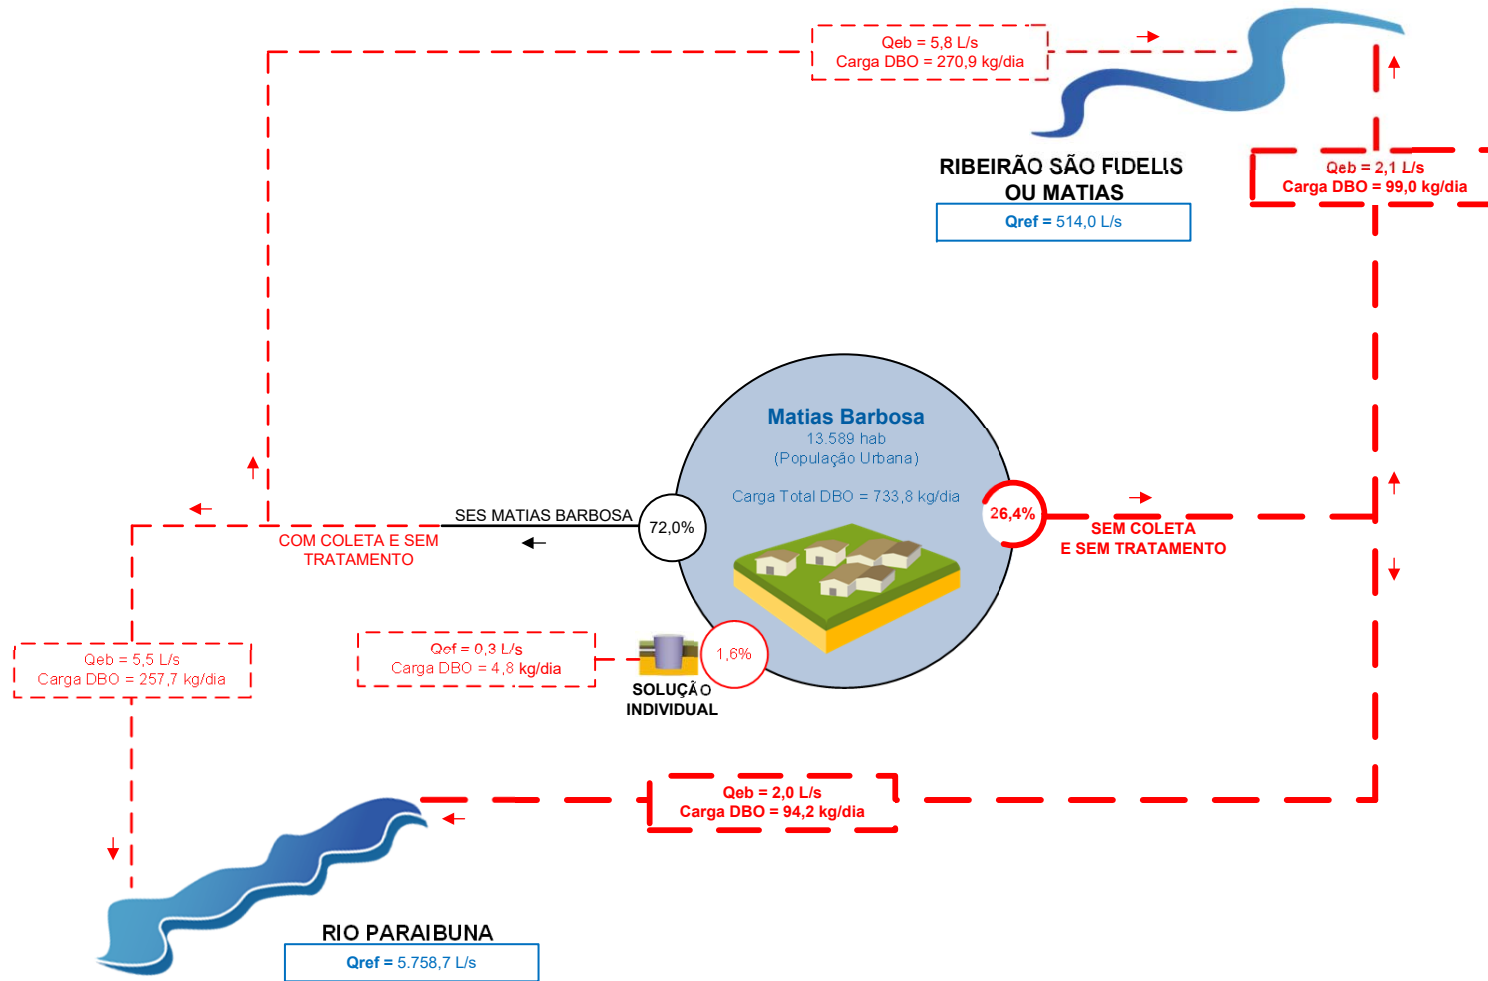 Qeb = 5,8 L/s
Carga DBO = 270,9 kg/dia
RIBEIRÃO SÃO FIDELIS
OU MATIAS
Qref = 514,0 L/s
Qeb = 2,1 L/s
Carga DBO = 99,0 kg/dia
Matias Barbosa
13.589 hab
(População Urbana)
Carga Total DBO = 733,8 kg/dia
SES MATIAS BARBOSA
72,0%
26,4%
COM COLETA E SEM
TRATAMENTO
SEM COLETA
E SEM TRATAMENTO
Qef = 0,3 L/s
Carga DBO = 4,8 kg/dia
1,6%
SOLUÇÃO
INDIVIDUAL
Qeb = 5,5 L/s
Carga DBO = 257,7 kg/dia
Qeb = 2,0 L/s
Carga DBO = 94,2 kg/dia
RIO PARAIBUNA
Qref = 5.758,7 L/s